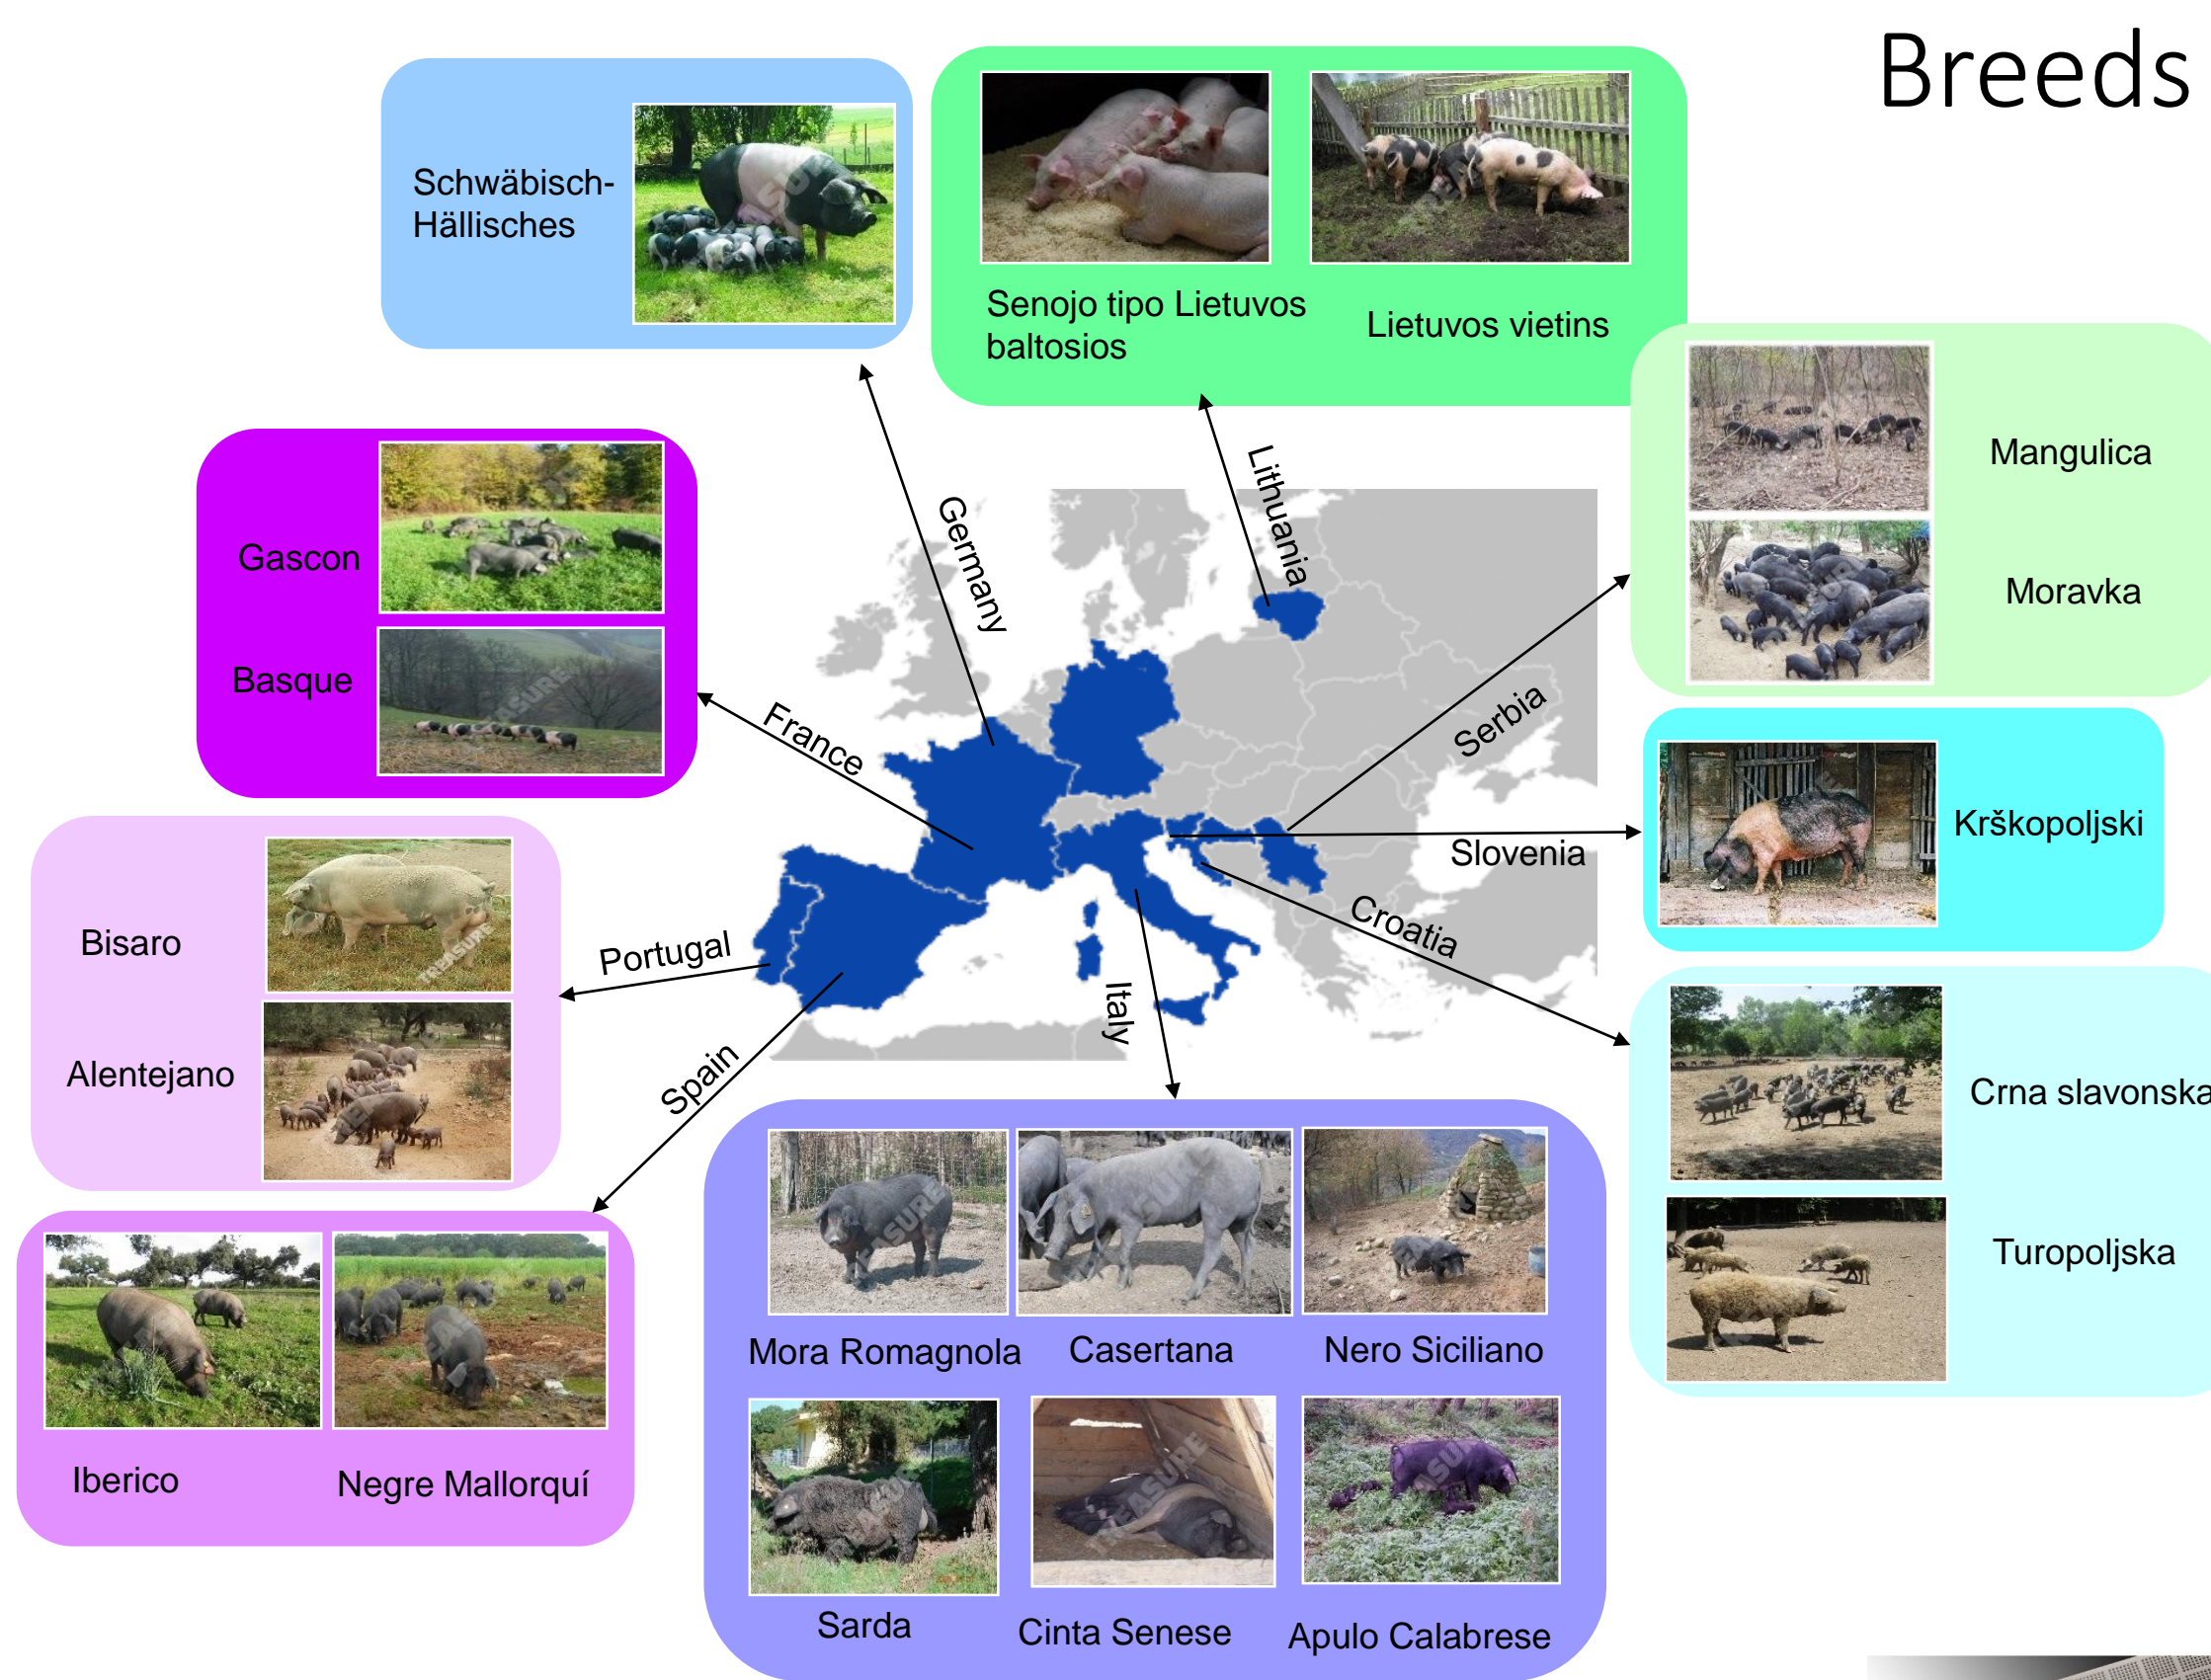 Breeds
Schwäbisch-
Hällisches
Senojo tipo Lietuvos
baltosios
Lietuvos vietins
Mangulica
Moravka
Germany
Lithuania
Gascon
Basque
France
Serbia
Krškopoljski
Slovenia
Bisaro
Alentejano
Portugal
Croatia
Italy
Spain
Crna slavonska
Turopoljska
Iberico
Negre Mallorquí
Mora Romagnola
Casertana
Nero Siciliano
Sarda
Cinta Senese
Apulo Calabrese
TREASURE
TREASURE